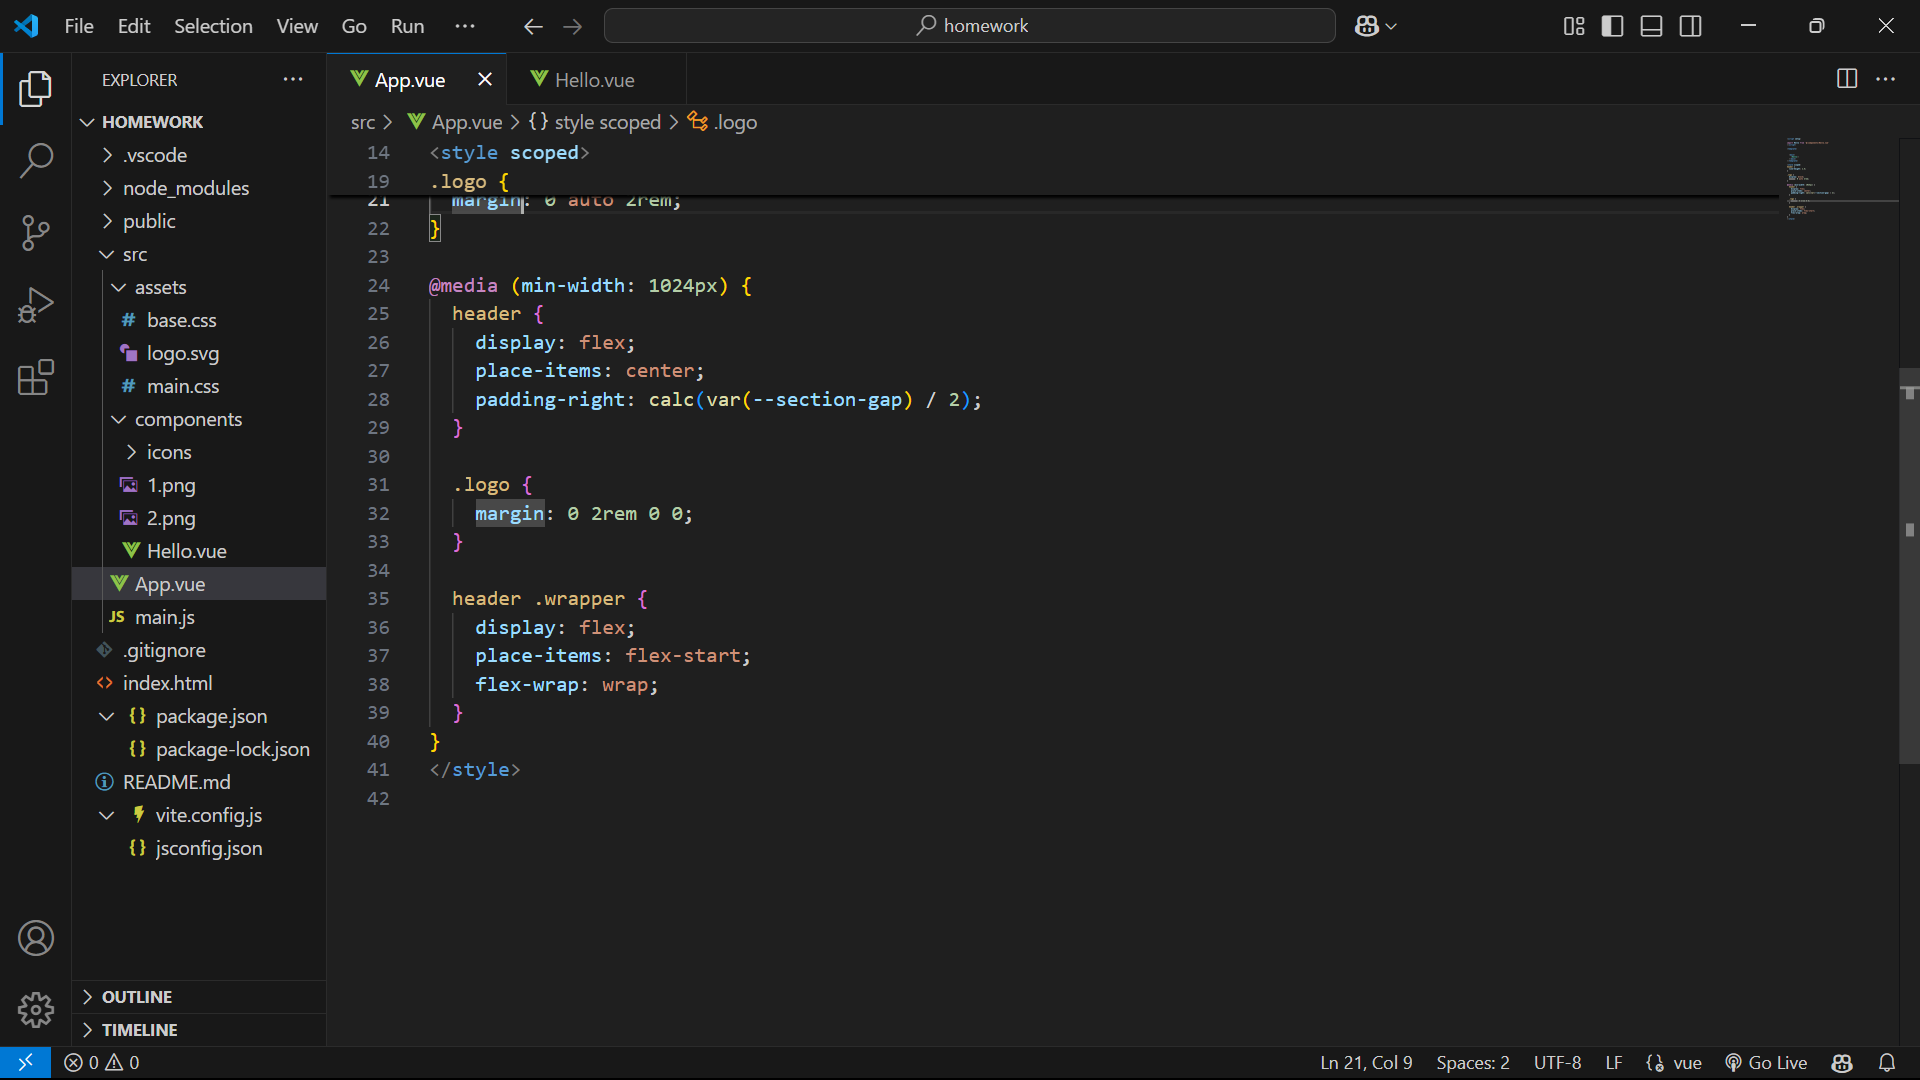 File Edit Selection View Go Run ··· homework
EXPLORER ···
HOMEWORK
.vscode
node_modules
public
src
assets
# base.css
logo.svg
# main.css
components
icons
1.png
2.png
Hello.vue
App.vue
JS main.js
.gitignore
<> index.html
{} package.json
{} package-lock.json
README.md
vite.config.js
{} jsconfig.json
OUTLINE
TIMELINE
App.vue Hello.vue
src > App.vue > {} style scoped > .logo
14 <style scoped>
19 .logo {
21 margin: 0 auto 2rem;
22 }
23
24 @media (min-width: 1024px) {
25 header {
26 display: flex;
27 place-items: center;
28 padding-right: calc(var(--section-gap) / 2);
29 }
30
31 .logo {
32 margin: 0 2rem 0 0;
33 }
34
35 header .wrapper {
36 display: flex;
37 place-items: flex-start;
38 flex-wrap: wrap;
39 }
40 }
41 </style>
42
0 0 Ln 21, Col 9 Spaces: 2 UTF-8 LF vue Go Live